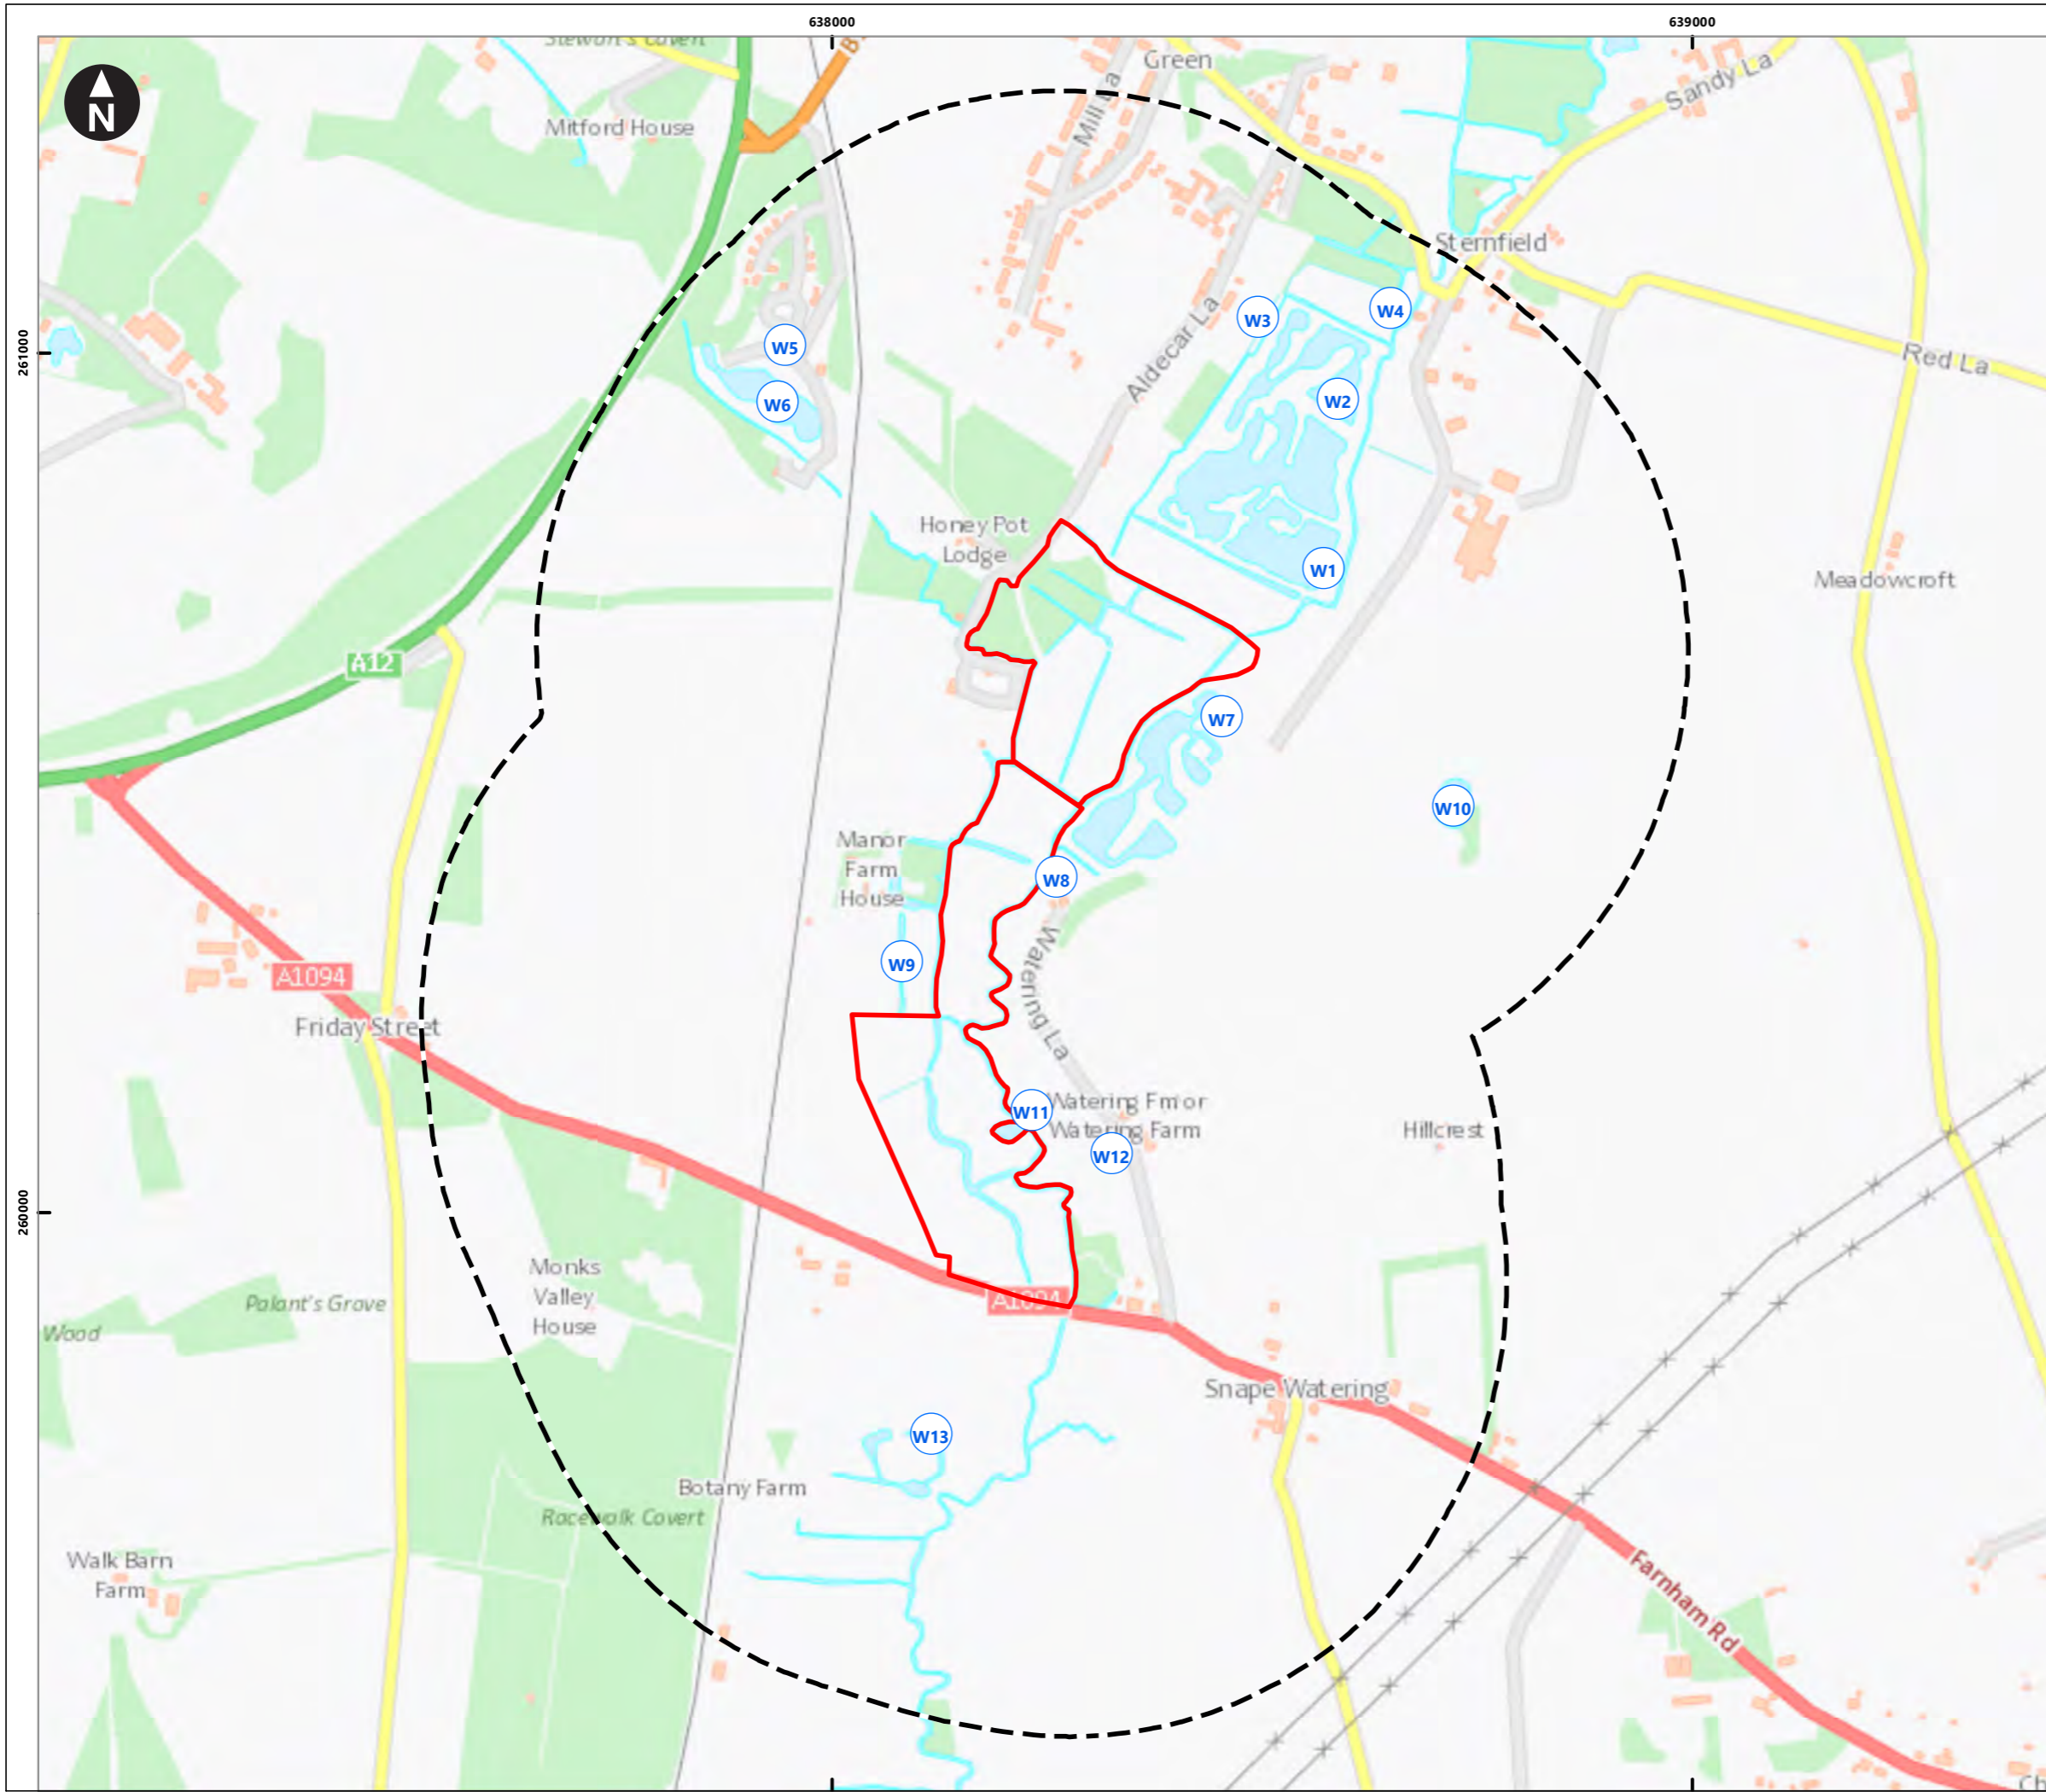 638000
639000
N
261000
260000
Stewart's Covert
Green
Mill La
Sandy La
Mitford House
Sternfield
W3
W4
W5
Aldecar La
Red La
W6
W2
Honey Pot
Lodge
W1
Meadowcroft
A12
W7
W10
Manor
Farm
House
W8
Watering La
W9
A1094
Friday Street
W11
Watering Fm or
Watering Farm
W12
Hillcrest
Monks
Valley
House
Palant's Grove
Wood
A1094
Snape Watering
W13
Botany Farm
Racewalk Covert
Walk Barn
Farm
Farnham Rd